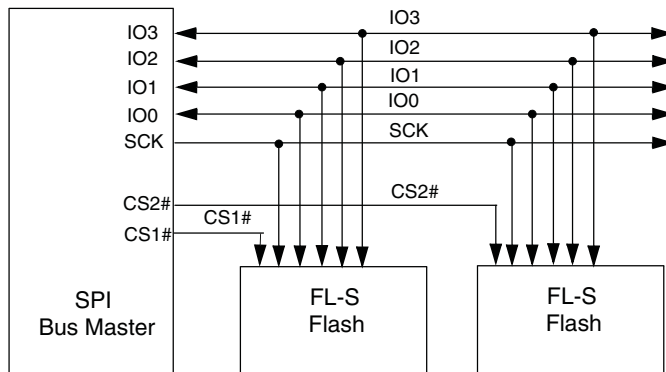 IO3
IO3
IO2
IO2
IO1
IO1
IO0
IO0
SCK
SCK
CS2#
CS2#
CS1#
CS1#
SPI
Bus Master
FL-S
Flash
FL-S
Flash